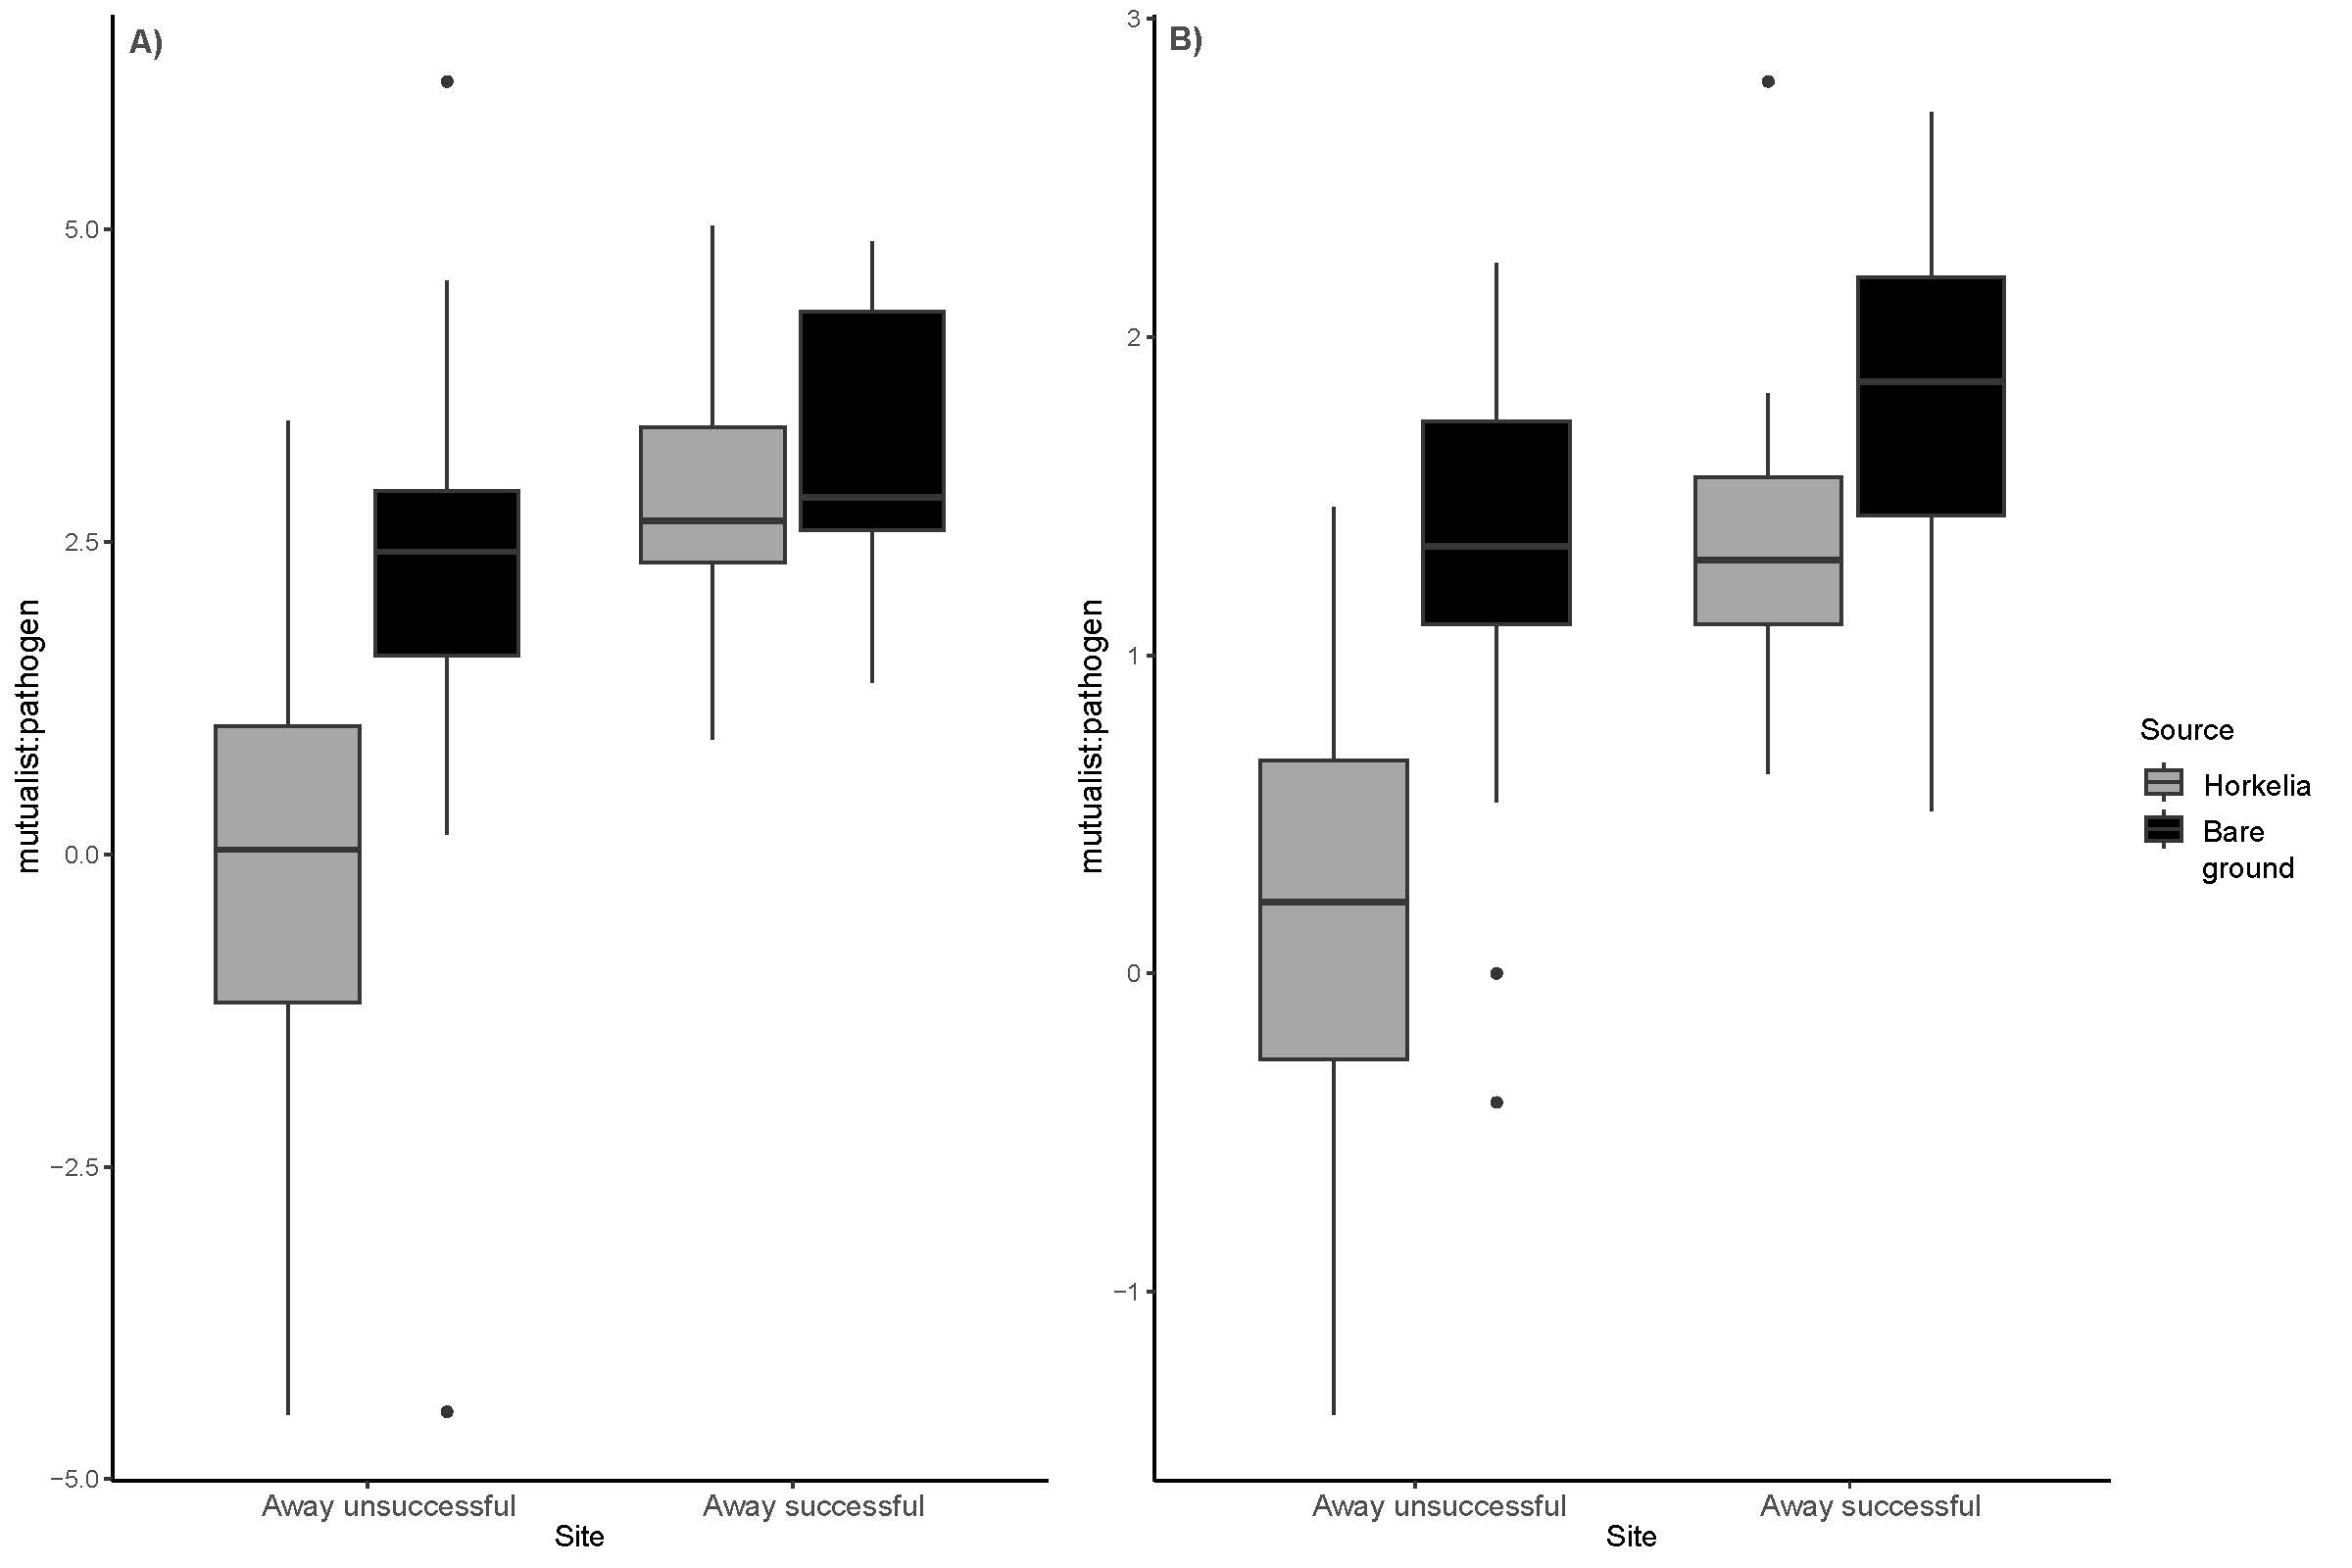 A)
5.0
2.5
0.0
−2.5
−5.0
mutualist:pathogen
Away unsuccessful
Away successful
Site
B)
3
2
1
0
−1
mutualist:pathogen
Away unsuccessful
Away successful
Site
Source
Horkelia
Bare
ground